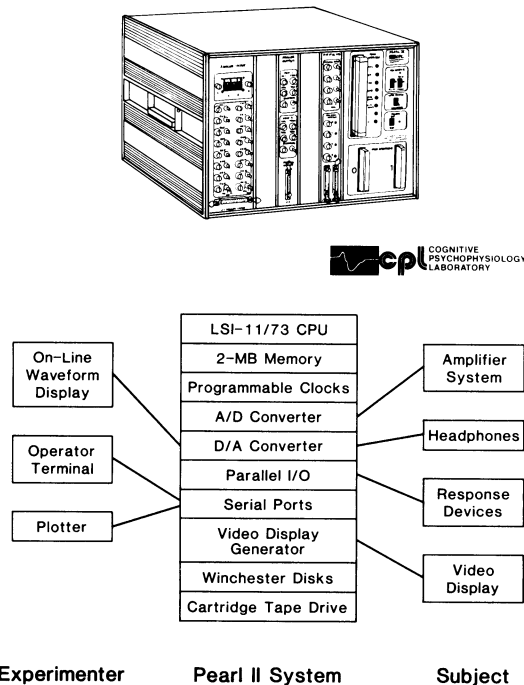 COGNITIVE
cpl PSYCHOPHYSIOLOGY
LABORATORY
LSI-11/73 CPU
2-MB Memory
Programmable Clocks
A/D Converter
D/A Converter
Parallel I/O
Serial Ports
Video Display
Generator
Winchester Disks
Cartridge Tape Drive
On-Line
Waveform
Display
Operator
Terminal
Plotter
Amplifier
System
Headphones
Response
Devices
Video
Display
Experimenter
Pearl II System
Subject